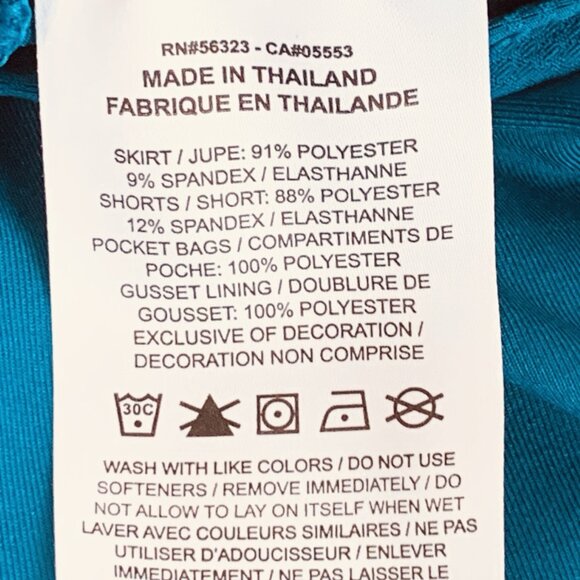 RN#56323 - CA#05553
MADE IN THAILAND
FABRIQUE EN THAILANDE
SKIRT / JUPE: 91% POLYESTER
9% SPANDEX / ELASTHANNE
SHORTS / SHORT: 88% POLYESTER
12% SPANDEX / ELASTHANNE
POCKET BAGS / COMPARTIMENTS DE
POCHE: 100% POLYESTER
GUSSET LINING / DOUBLURE DE
GOUSSET: 100% POLYESTER
EXCLUSIVE OF DECORATION /
DECORATION NON COMPRISE
30C
WASH WITH LIKE COLORS / DO NOT USE
SOFTENERS / REMOVE IMMEDIATELY / DO
NOT ALLOW TO LAY ON ITSELF WHEN WET
LAVER AVEC COULEURS SIMILAIRES / NE PAS
UTILISER D'ADOUCISSEUR / ENLEVER
IMMEDIATEMENT / NE PAS LAISSER LE